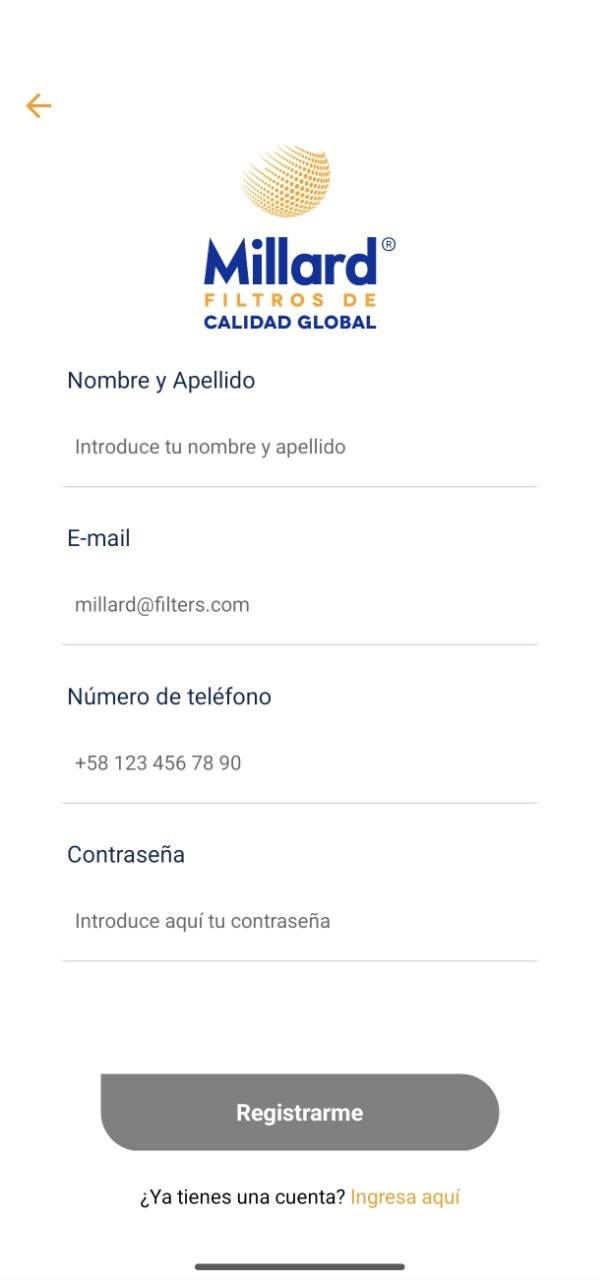 Millard®
FILTROS DE
CALIDAD GLOBAL
Nombre y Apellido
Introduce tu nombre y apellido
E-mail
millard@filters.com
Número de teléfono
+58 123 456 78 90
Contraseña
Introduce aquí tu contraseña
Registrarme
¿Ya tienes una cuenta? Ingresa aquí